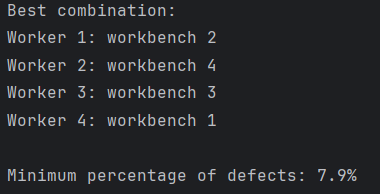 Best combination:
Worker 1: workbench 2
Worker 2: workbench 4
Worker 3: workbench 3
Worker 4: workbench 1
Minimum percentage of defects: 7.9%